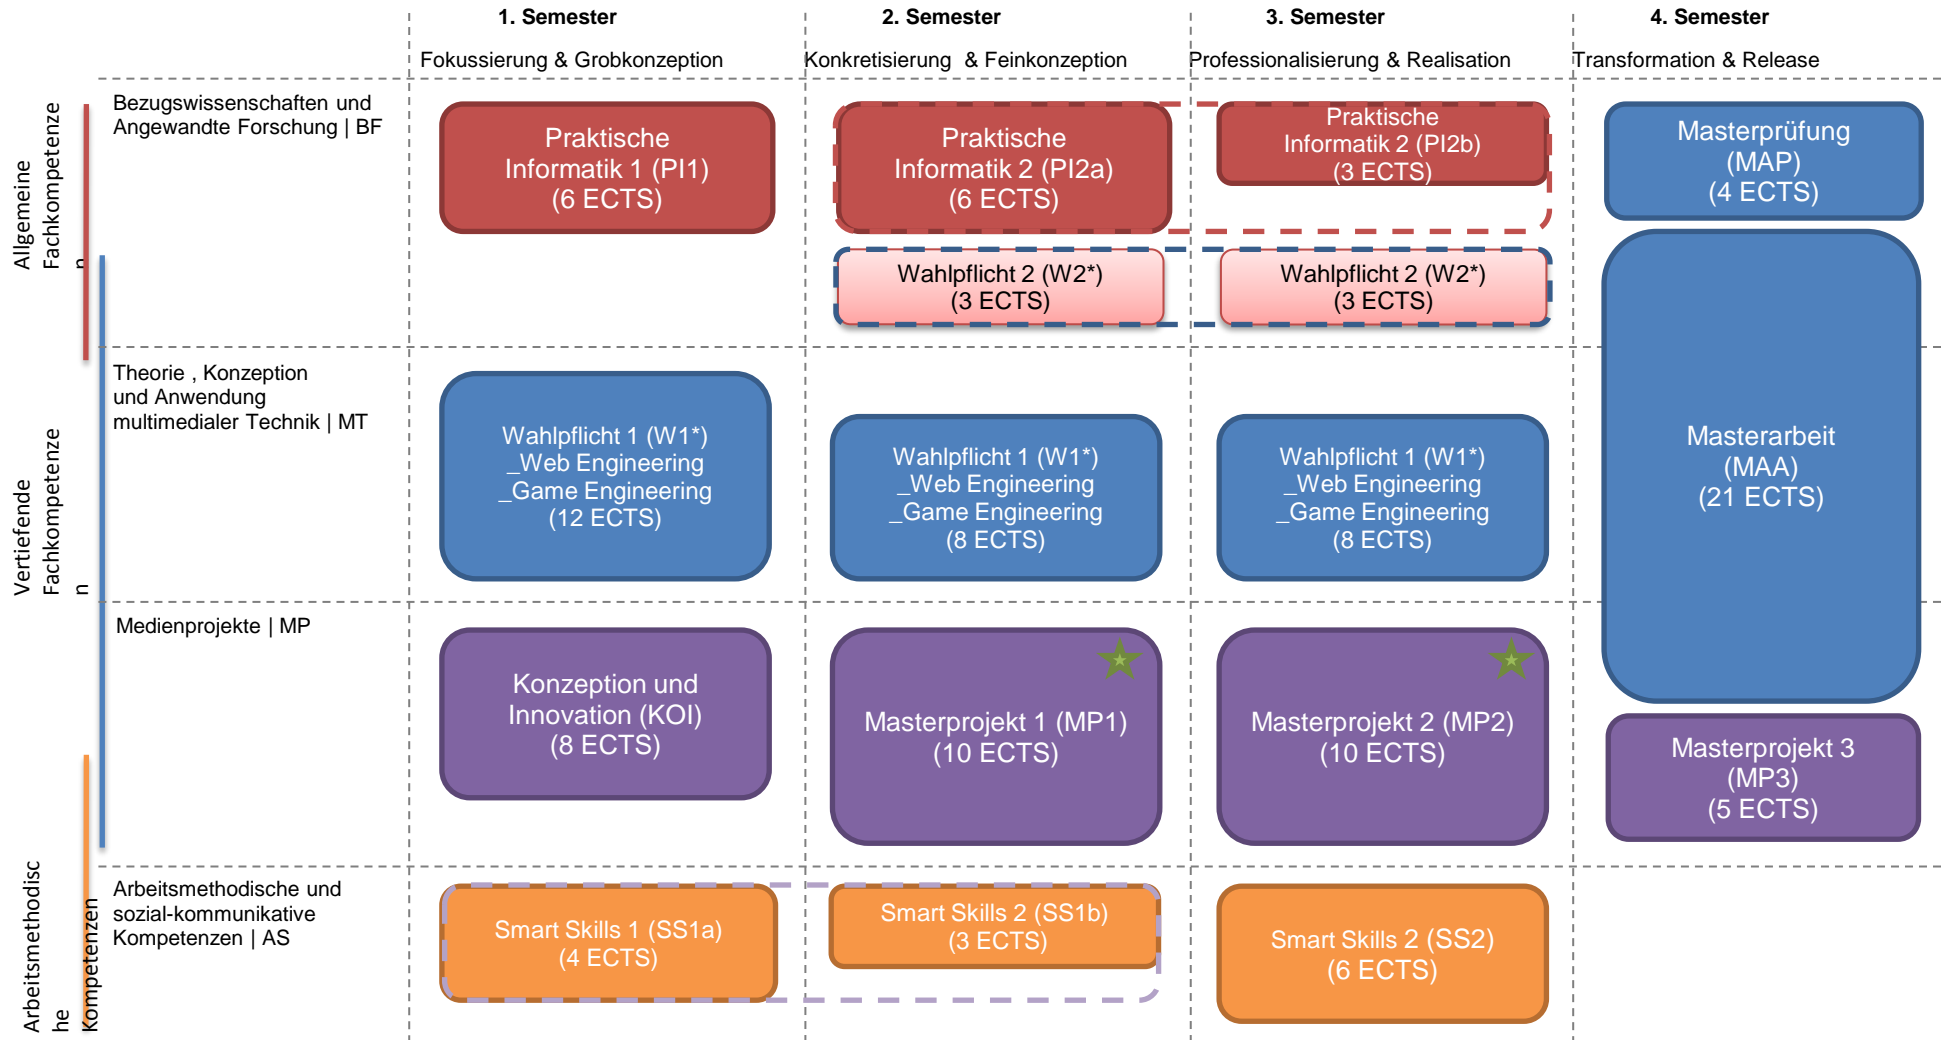 1. Semester
2. Semester
3. Semester
4. Semester
Fokussierung & Grobkonzeption
Konkretisierung & Feinkonzeption
Professionalisierung & Realisation
Transformation & Release
Allgemeine
Fachkompetenze
n
Bezugswissenschaften und
Angewandte Forschung | BF
Praktische
Informatik 1 (PI1)
(6 ECTS)
Praktische
Informatik 2 (PI2a)
(6 ECTS)
Praktische
Informatik 2 (PI2b)
(3 ECTS)
Masterprüfung
(MAP)
(4 ECTS)
Wahlpflicht 2 (W2*)
(3 ECTS)
Wahlpflicht 2 (W2*)
(3 ECTS)
Vertiefende
Fachkompetenze
n
Theorie , Konzeption
und Anwendung
multimedialer Technik | MT
Wahlpflicht 1 (W1*)
_Web Engineering
_Game Engineering
(12 ECTS)
Wahlpflicht 1 (W1*)
_Web Engineering
_Game Engineering
(8 ECTS)
Wahlpflicht 1 (W1*)
_Web Engineering
_Game Engineering
(8 ECTS)
Masterarbeit
(MAA)
(21 ECTS)
Medienprojekte | MP
Konzeption und
Innovation (KOI)
(8 ECTS)
Masterprojekt 1 (MP1)
(10 ECTS)
Masterprojekt 2 (MP2)
(10 ECTS)
Masterprojekt 3
(MP3)
(5 ECTS)
Arbeitsmethodisc
he
Kompetenzen
Arbeitsmethodische und
sozial-kommunikative
Kompetenzen | AS
Smart Skills 1 (SS1a)
(4 ECTS)
Smart Skills 2 (SS1b)
(3 ECTS)
Smart Skills 2 (SS2)
(6 ECTS)